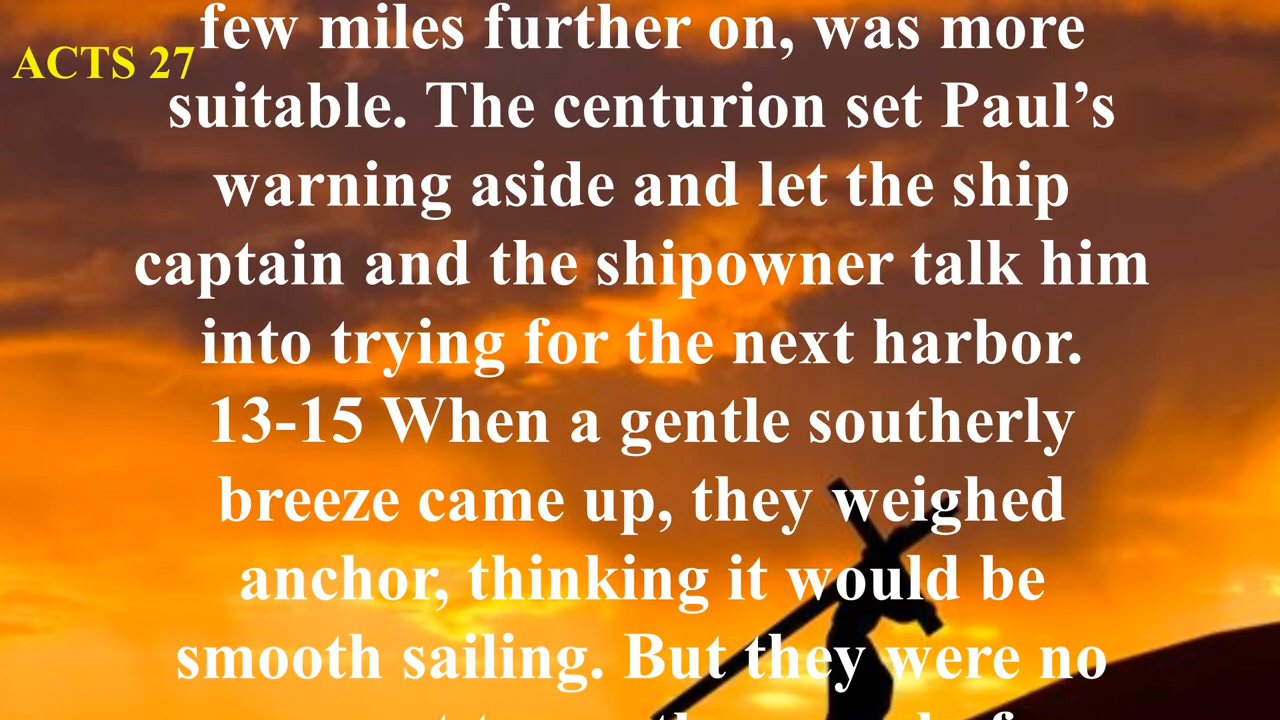 few miles further on, was more
ACTS 27
suitable. The centurion set Paul’s
warning aside and let the ship
captain and the shipowner talk him
into trying for the next harbor.
13-15 When a gentle southerly
breeze came up, they weighed
anchor, thinking it would be
smooth sailing. But they were no